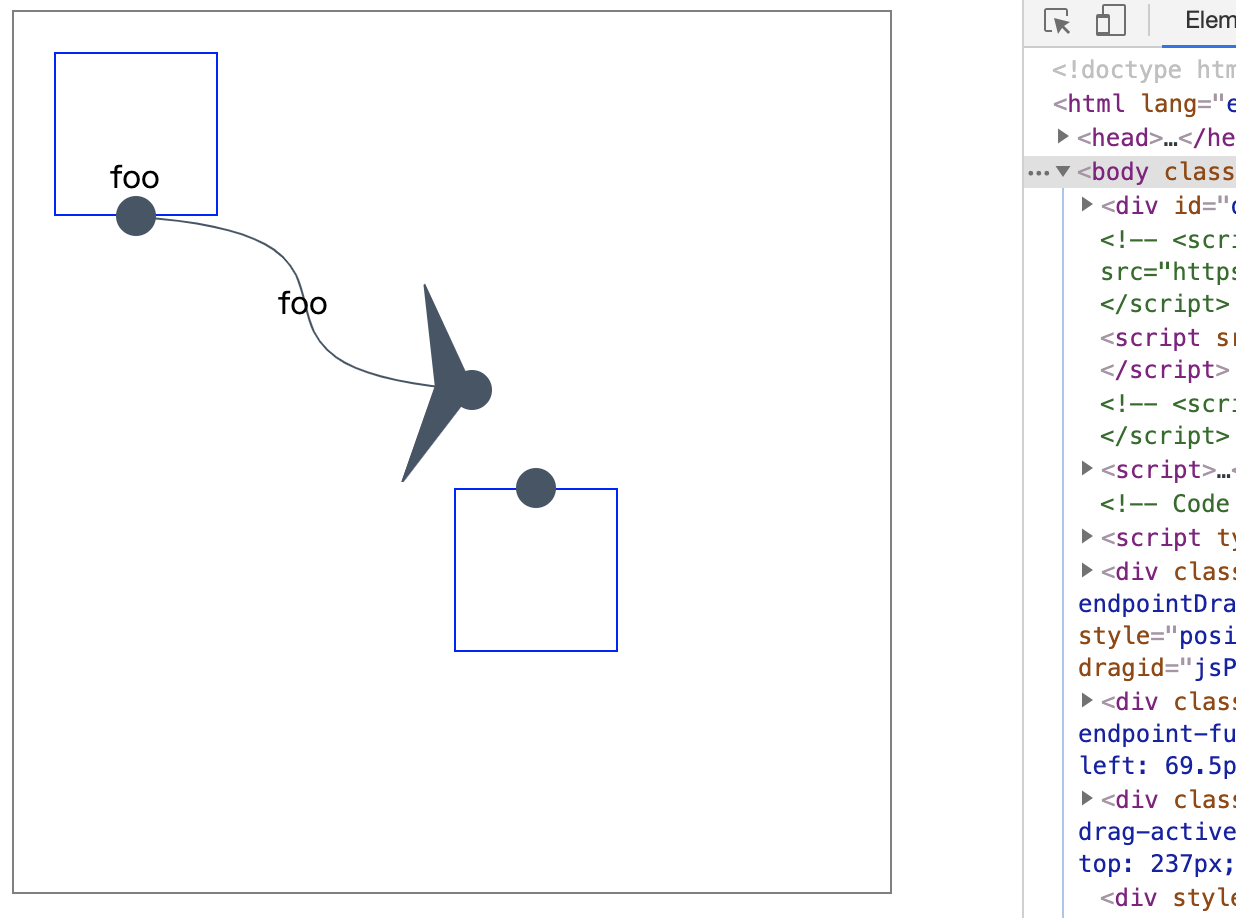 foo
foo
Elem
<!doctype htm
<html lang="e
<head>…</he
<body class
<div id="
<!-- <scri
src="https
</script>
<script sr
</script>
<!-- <scri
</script>
<script>…<
<!-- Code
<script ty
<div class
endpointDra
style="posi
dragid="jsP
<div class
endpoint-fu
left: 69.5p
<div class
drag-active
top: 237px;
<div style